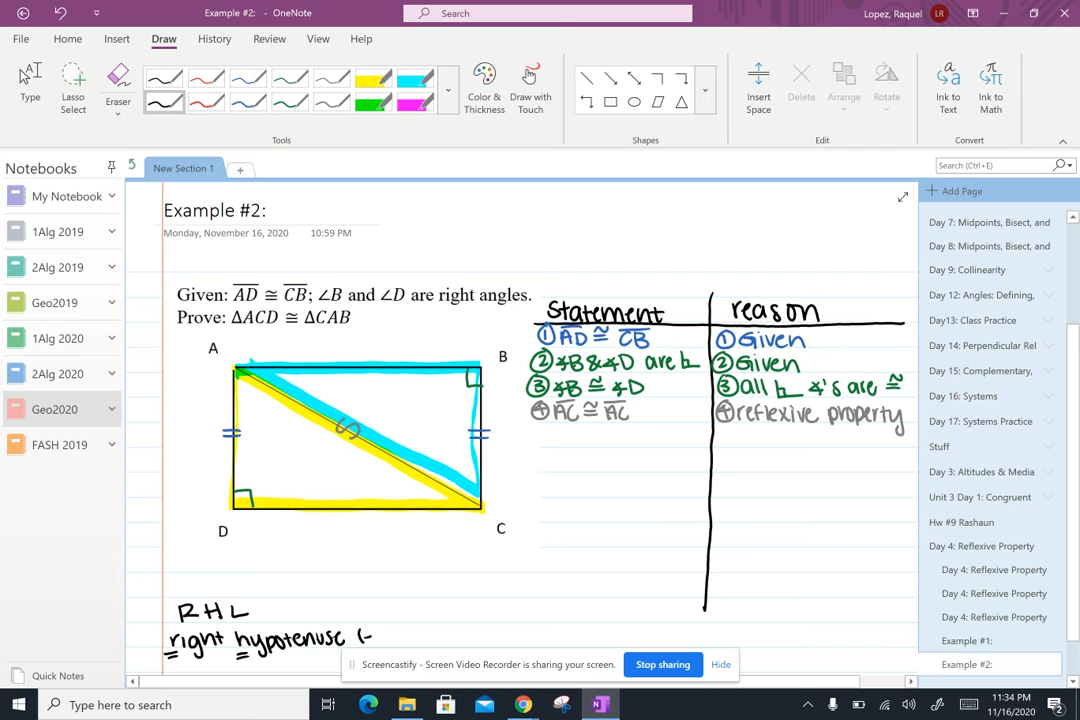 Example #2: - OneNote
Search
Lopez, Raquel LR
File Home Insert Draw History Review View Help
Type Lasso Select Eraser Color & Thickness Draw with Touch Insert Space Delete Arrange Rotate Ink to Text Ink to Math
Tools Shapes Edit Convert
Notebooks 5 New Section 1 + Search (Ctrl+E)
My Notebook
1Alg 2019
2Alg 2019
Geo2019
1Alg 2020
2Alg 2020
Geo2020
FASH 2019
Quick Notes
Example #2:
Monday, November 16, 2020 10:59 PM
Given: AD ≅ CB; ∠B and ∠D are right angles.
Prove: ΔACD ≅ ΔCAB
A
B
D
C
S
Statement reason
① AD ≅ CB ① Given
② ∡B & ∡D are ⊾ ② Given
③ ∡B ≅ ∡D ③ all ⊾ ∡'s are ≅
④ AC ≅ AC ④ reflexive property
RHL
right hypotenuse (-
Add Page
Day 7: Midpoints, Bisect, and
Day 8: Midpoints, Bisect, and
Day 9: Collinearity
Day 12: Angles: Defining,
Day13: Class Practice
Day 14: Perpendicular Rel
Day 15: Complementary,
Day 16: Systems
Day 17: Systems Practice
Stuff
Day 3: Altitudes & Media
Unit 3 Day 1: Congruent
Hw #9 Rashaun
Day 4: Reflexive Property
Day 4: Reflexive Property
Day 4: Reflexive Property
Day 4: Reflexive Property
Example #1:
Example #2:
Screencastify - Screen Video Recorder is sharing your screen. Stop sharing Hide
Type here to search
11:34 PM
11/16/2020
2